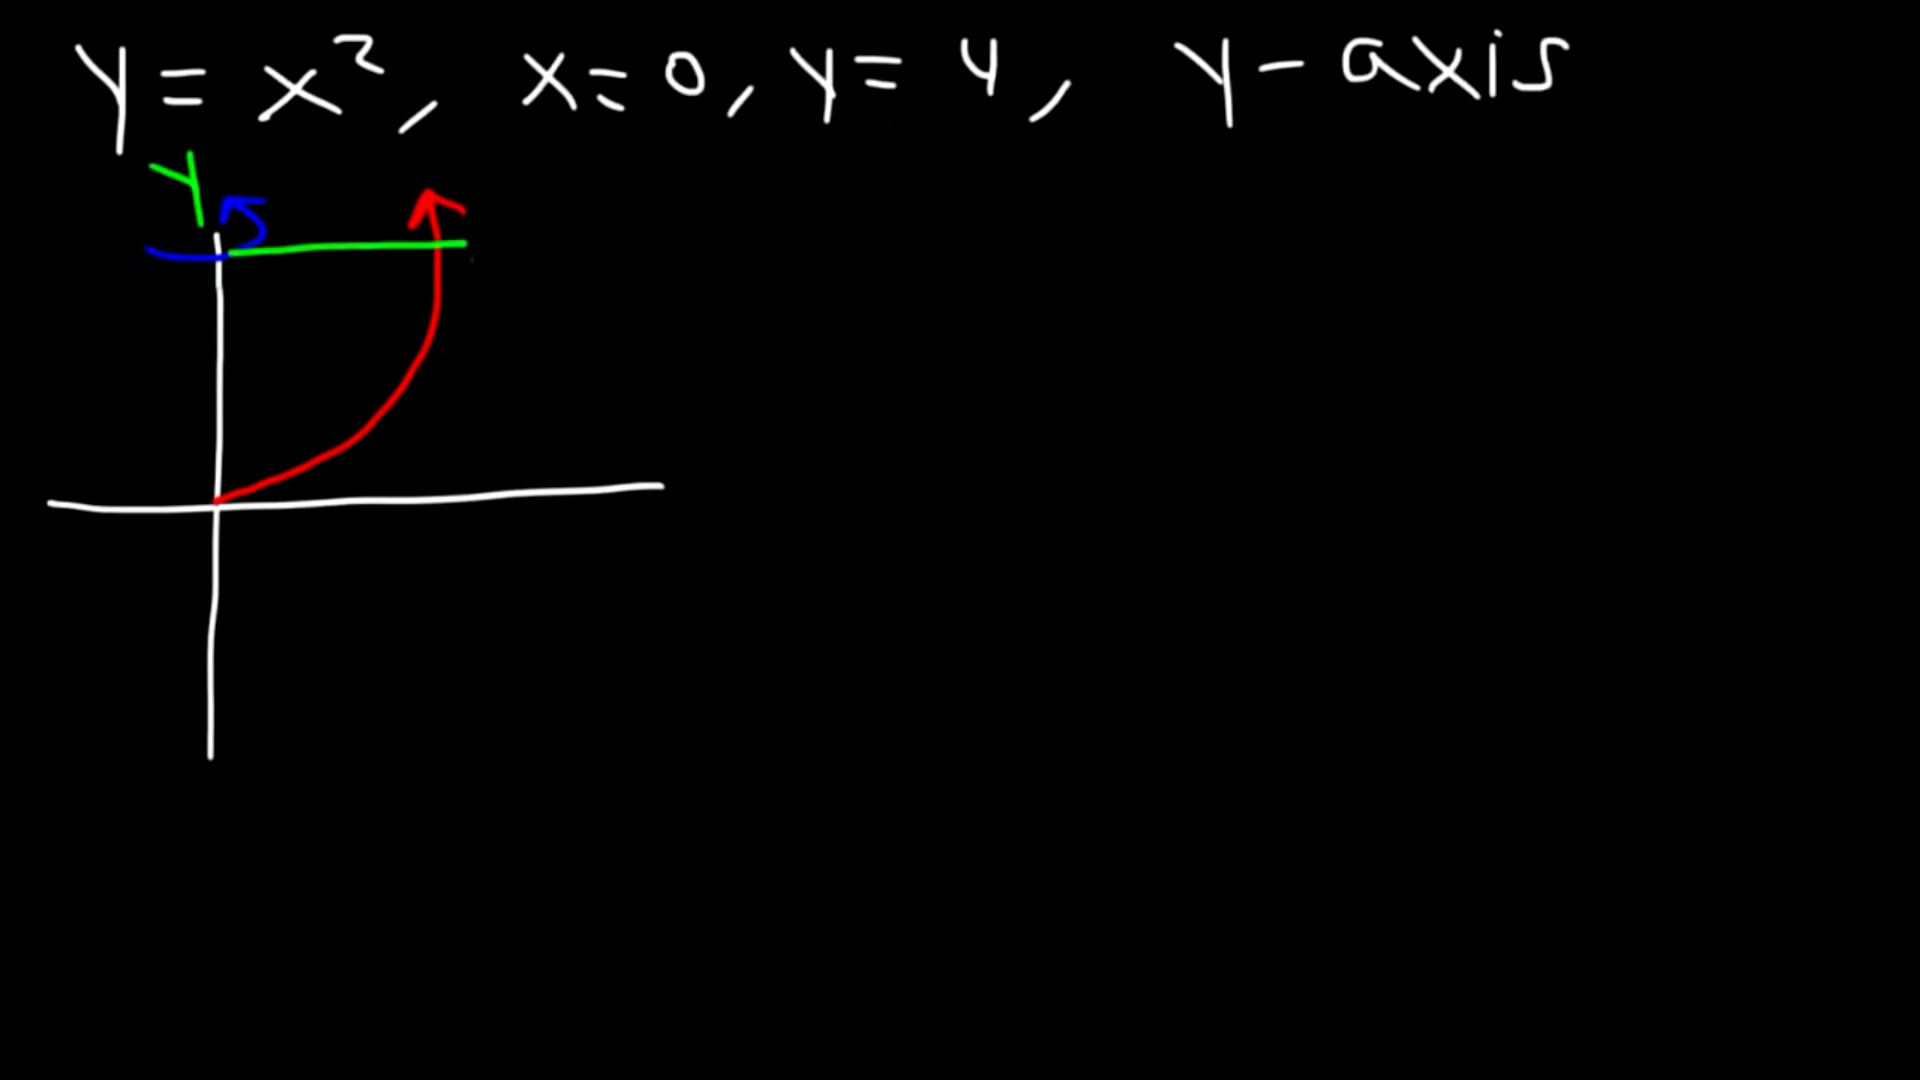 y = x², x = 0, y = 4, y-axis
y